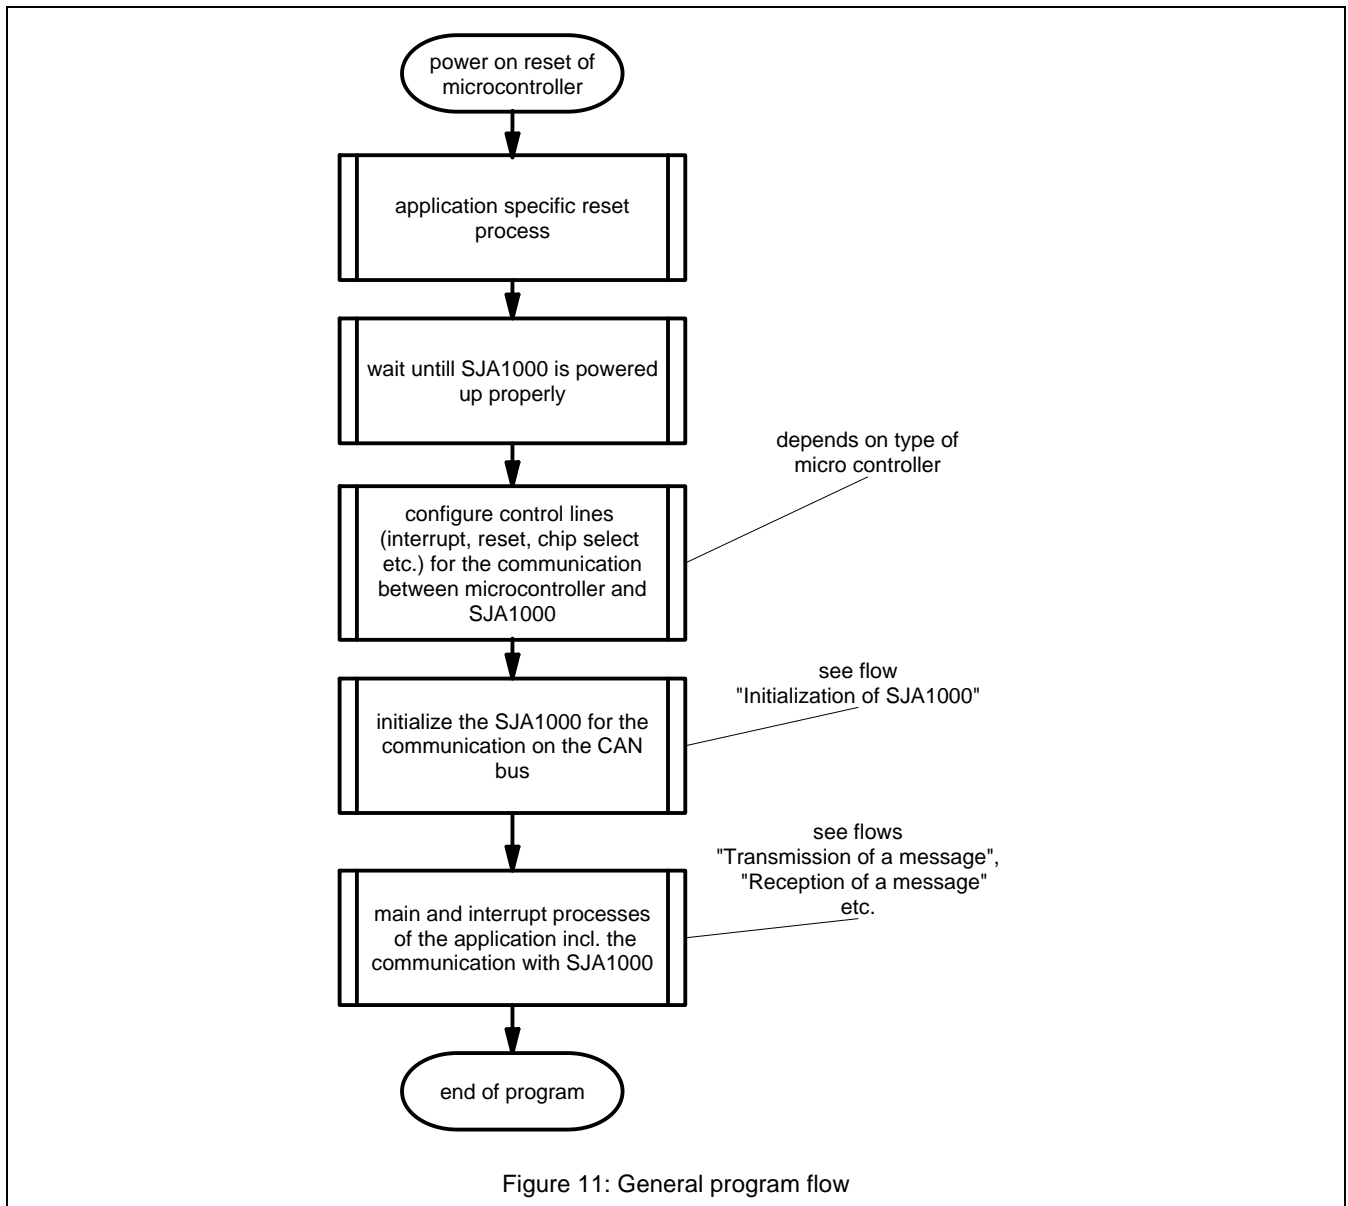 power on reset of
microcontroller
application specific reset
process
wait untill SJA1000 is powered
up properly
depends on type of
micro controller
configure control lines
(interrupt, reset, chip select
etc.) for the communication
between microcontroller and
SJA1000
see flow
"Initialization of SJA1000"
initialize the SJA1000 for the
communication on the CAN
bus
see flows
"Transmission of a message",
"Reception of a message"
etc.
main and interrupt processes
of the application incl. the
communication with SJA1000
end of program
Figure 11: General program flow